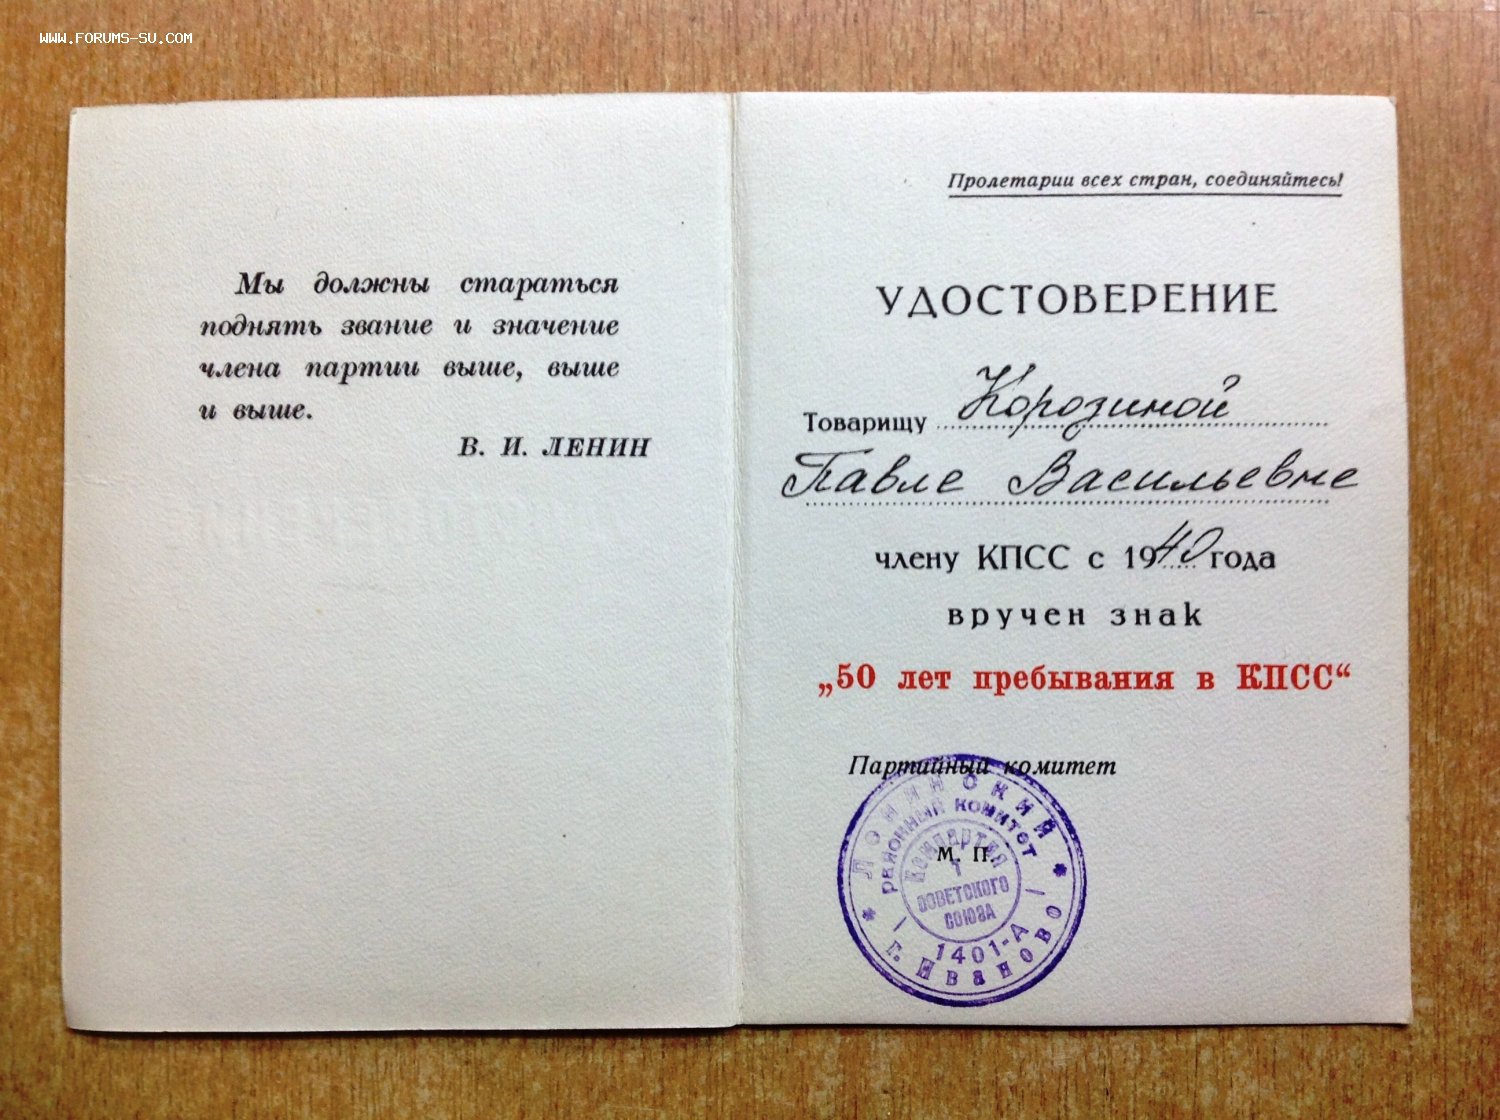 WWW.FORUMS-SU.COM
Мы должны стараться
поднять звание и значение
члена партии выше, выше
и выше.
В. И. ЛЕНИН
Пролетарии всех стран, соединяйтесь!
УДОСТОВЕРЕНИЕ
Товарищу Корозиной
Павле Васильевне
члену КПСС с 1940 года
вручен знак
„50 лет пребывания в КПСС“
Партийный комитет
М. П.
* Ленинский *
районный комитет
Компартия
Советского
Союза
1401-А
г. Иваново